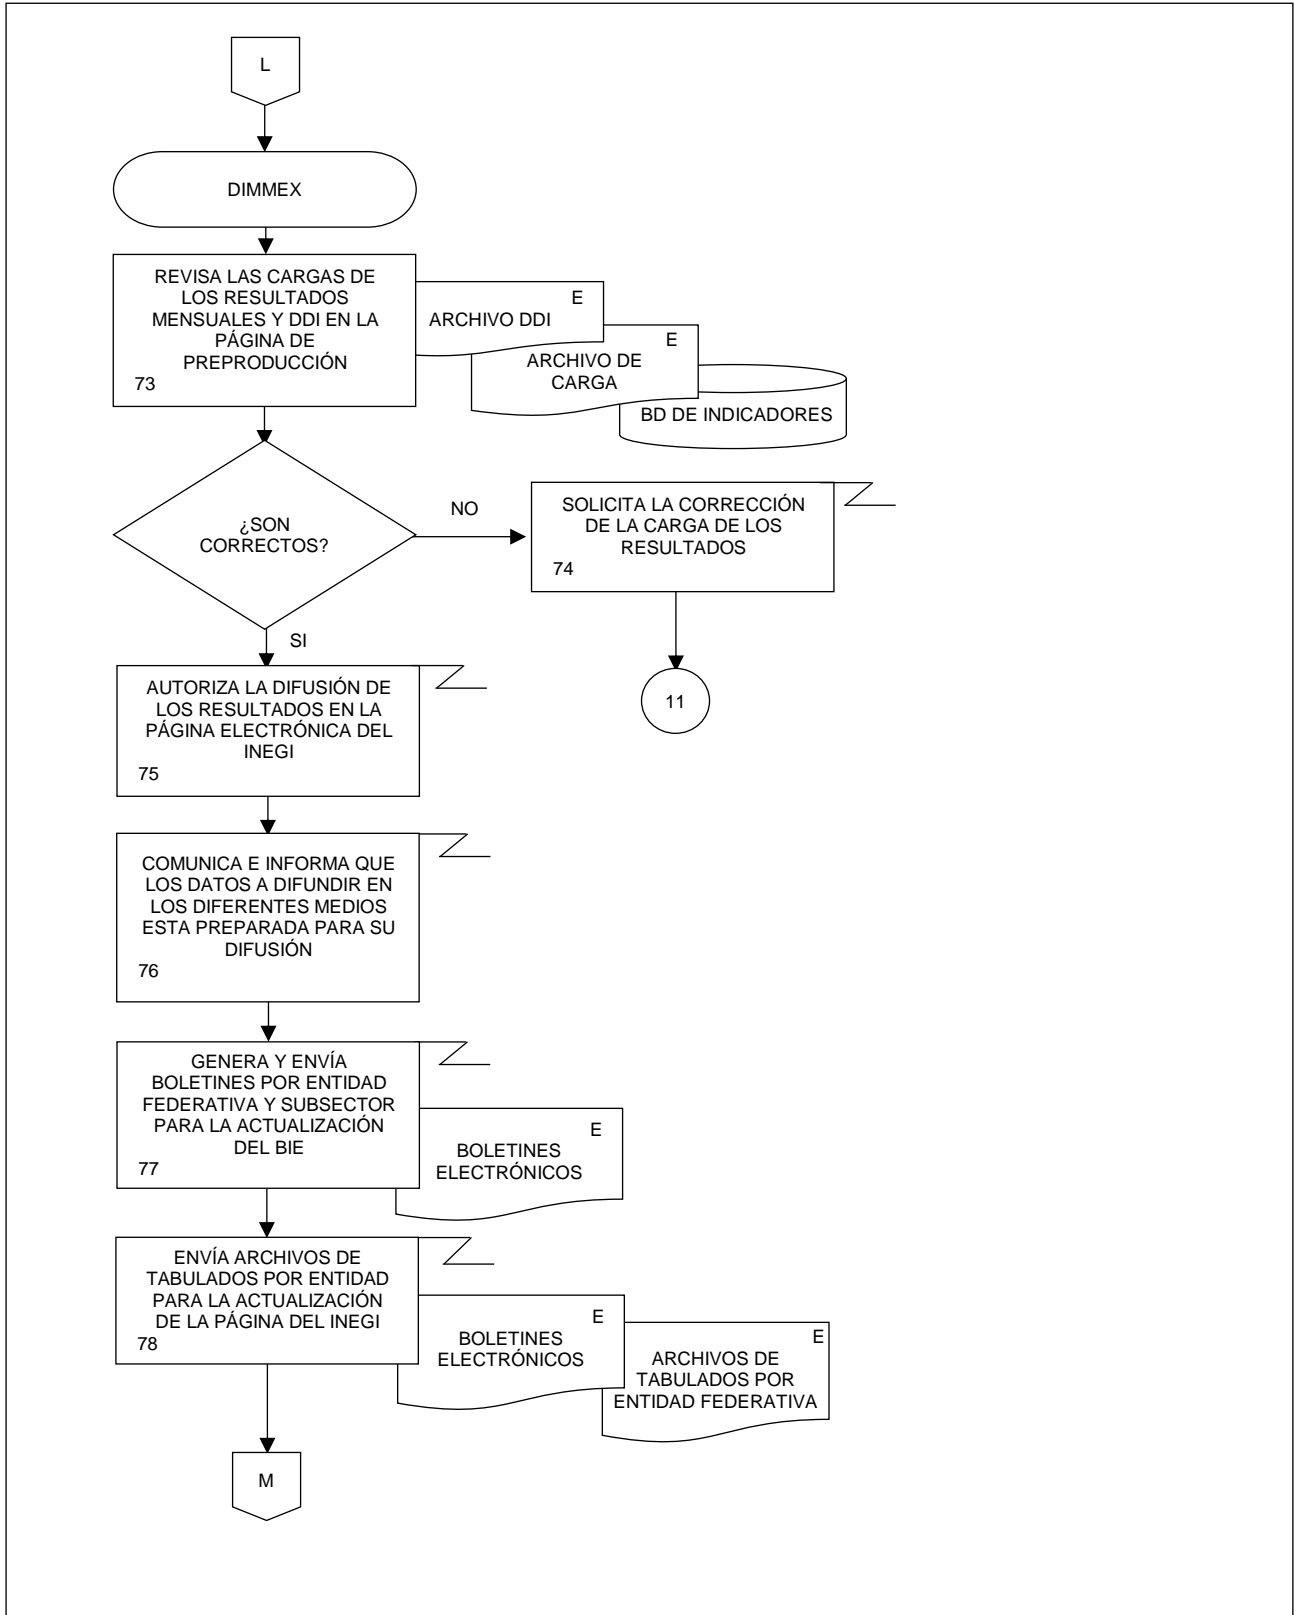 L
DIMMEX
REVISA LAS CARGAS DE
LOS RESULTADOS
MENSUALES Y DDI EN LA
PÁGINA DE
PREPRODUCCIÓN
73
E
ARCHIVO DDI
E
ARCHIVO DE
CARGA
BD DE INDICADORES
¿SON
CORRECTOS?
NO
SOLICITA LA CORRECCIÓN
DE LA CARGA DE LOS
RESULTADOS
74
11
SI
AUTORIZA LA DIFUSIÓN DE
LOS RESULTADOS EN LA
PÁGINA ELECTRÓNICA DEL
INEGI
75
COMUNICA E INFORMA QUE
LOS DATOS A DIFUNDIR EN
LOS DIFERENTES MEDIOS
ESTA PREPARADA PARA SU
DIFUSIÓN
76
GENERA Y ENVÍA
BOLETINES POR ENTIDAD
FEDERATIVA Y SUBSECTOR
PARA LA ACTUALIZACIÓN
DEL BIE
77
E
BOLETINES
ELECTRÓNICOS
ENVÍA ARCHIVOS DE
TABULADOS POR ENTIDAD
PARA LA ACTUALIZACIÓN
DE LA PÁGINA DEL INEGI
78
E
BOLETINES
ELECTRÓNICOS
E
ARCHIVOS DE
TABULADOS POR
ENTIDAD FEDERATIVA
M